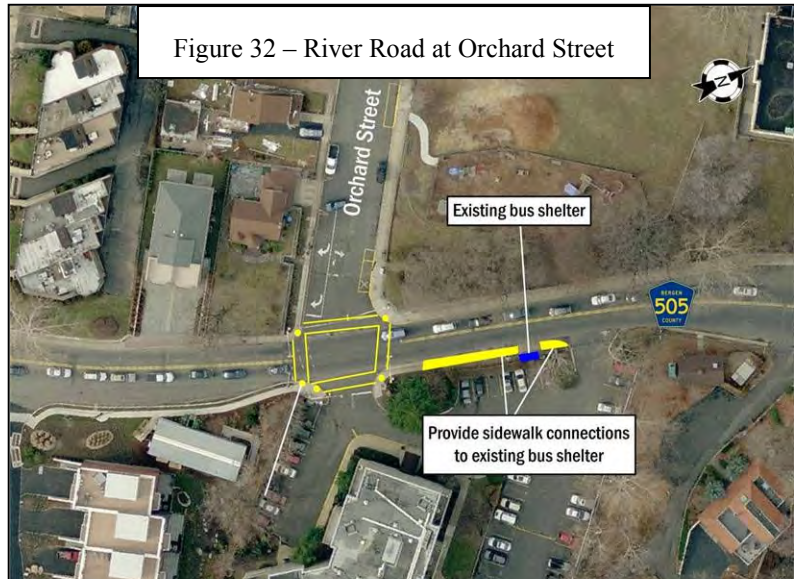 Figure 32 – River Road at Orchard Street
N
Orchard Street
Existing bus shelter
BERGEN
505
COUNTY
Provide sidewalk connections
to existing bus shelter